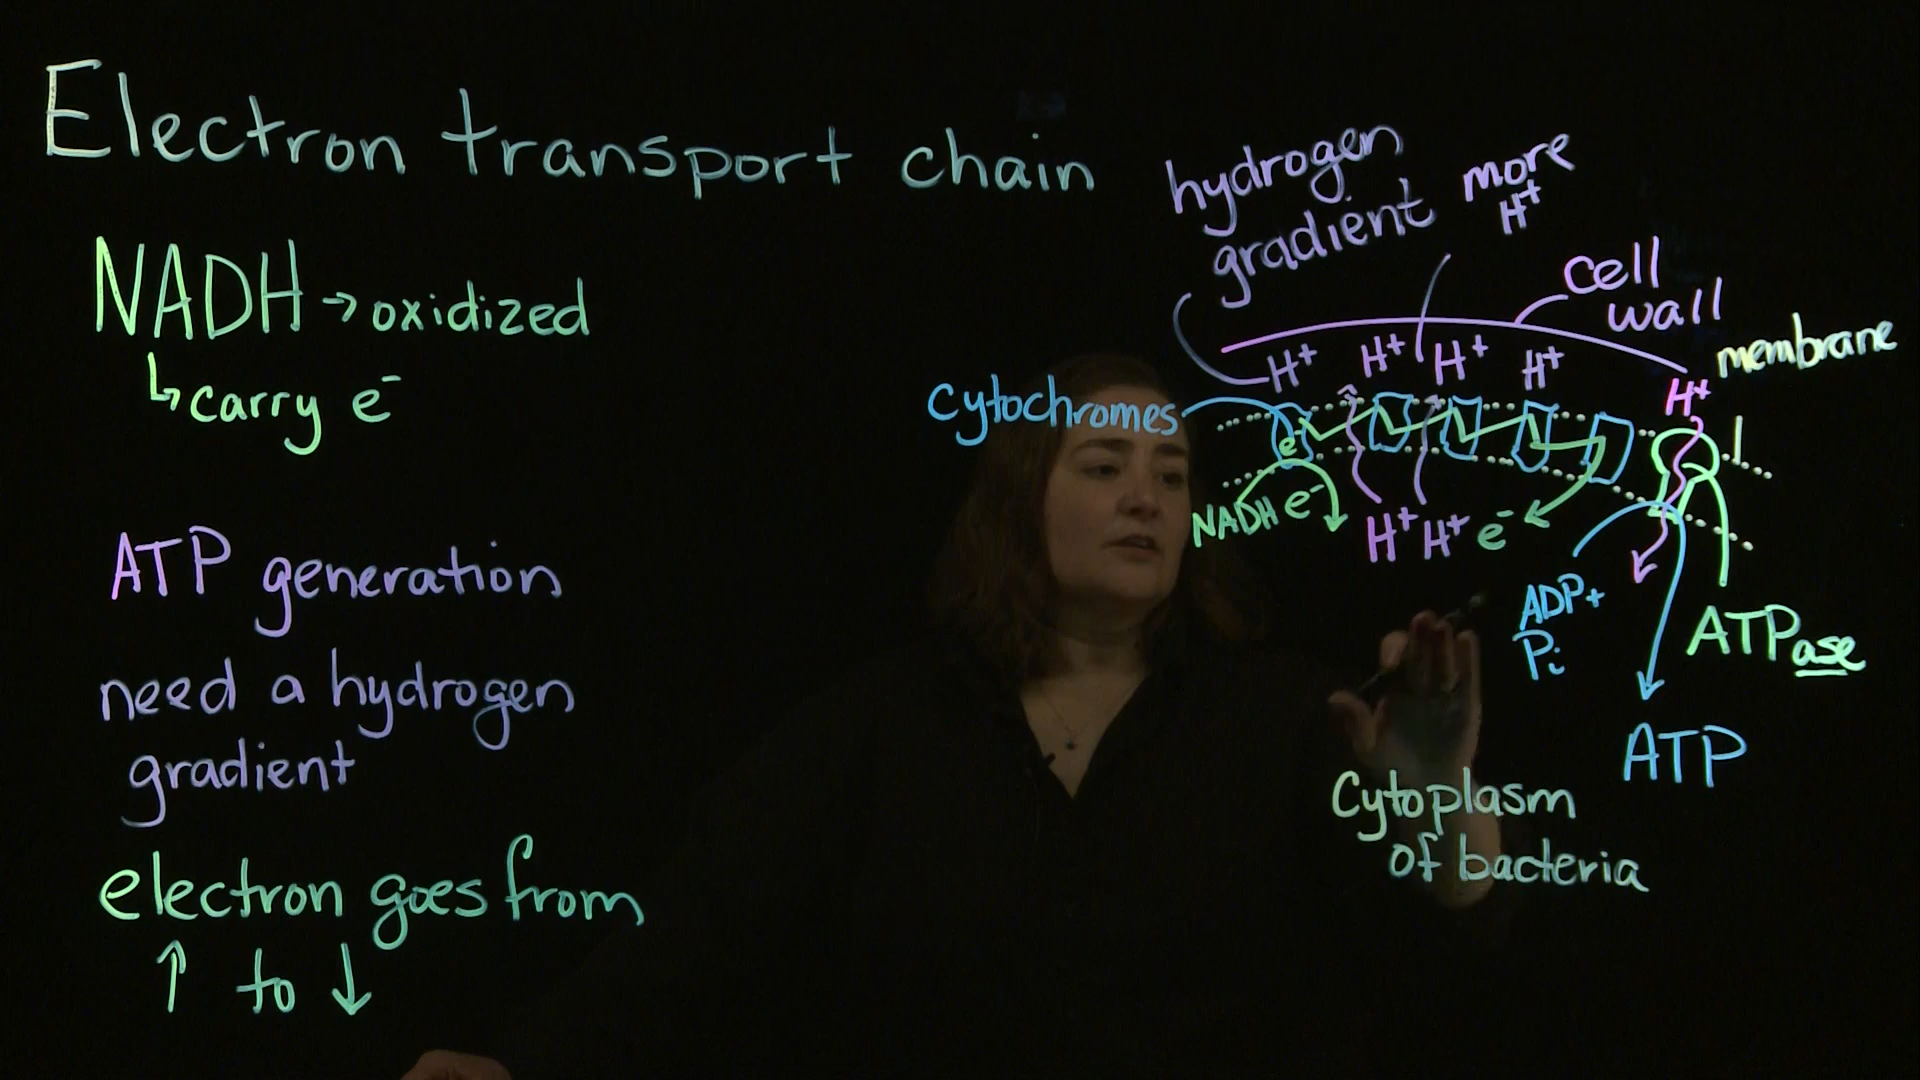 Electron transport chain
NADH → oxidized
↳ carry e⁻
ATP generation
need a hydrogen
gradient
electron goes from
↑ to ↓
hydrogen
gradient
more
H⁺
cell
wall
membrane
H⁺ H⁺ H⁺ H⁺
H⁺
cytochromes
e⁻
NADH e⁻
H⁺ H⁺ e⁻
ADP +
Pi
ATPase
ATP
Cytoplasm
of bacteria